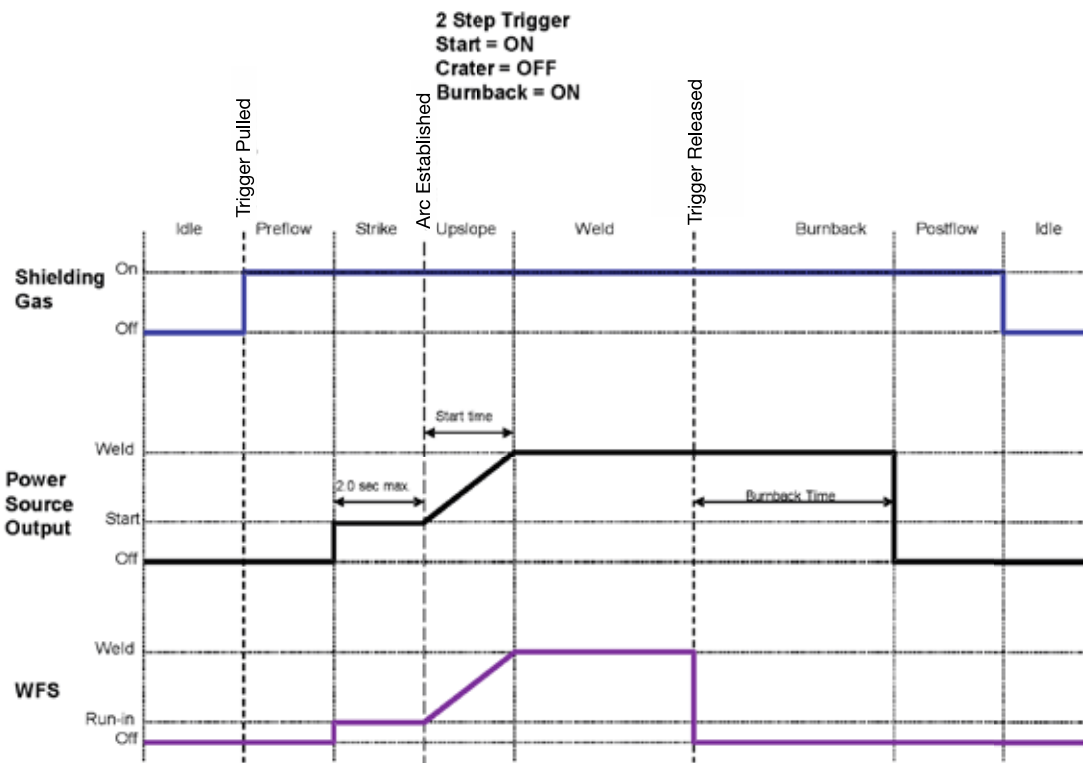 2 Step Trigger
Start = ON
Crater = OFF
Burnback = ON
Trigger Pulled
Arc Established
Trigger Released
Idle Preflow Strike Upslope Weld Burnback Postflow Idle
Shielding
Gas
On
Off
Start time
Weld
2.0 sec max.
Burnback Time
Power
Source
Output
Start
Off
Weld
WFS
Run-in
Off